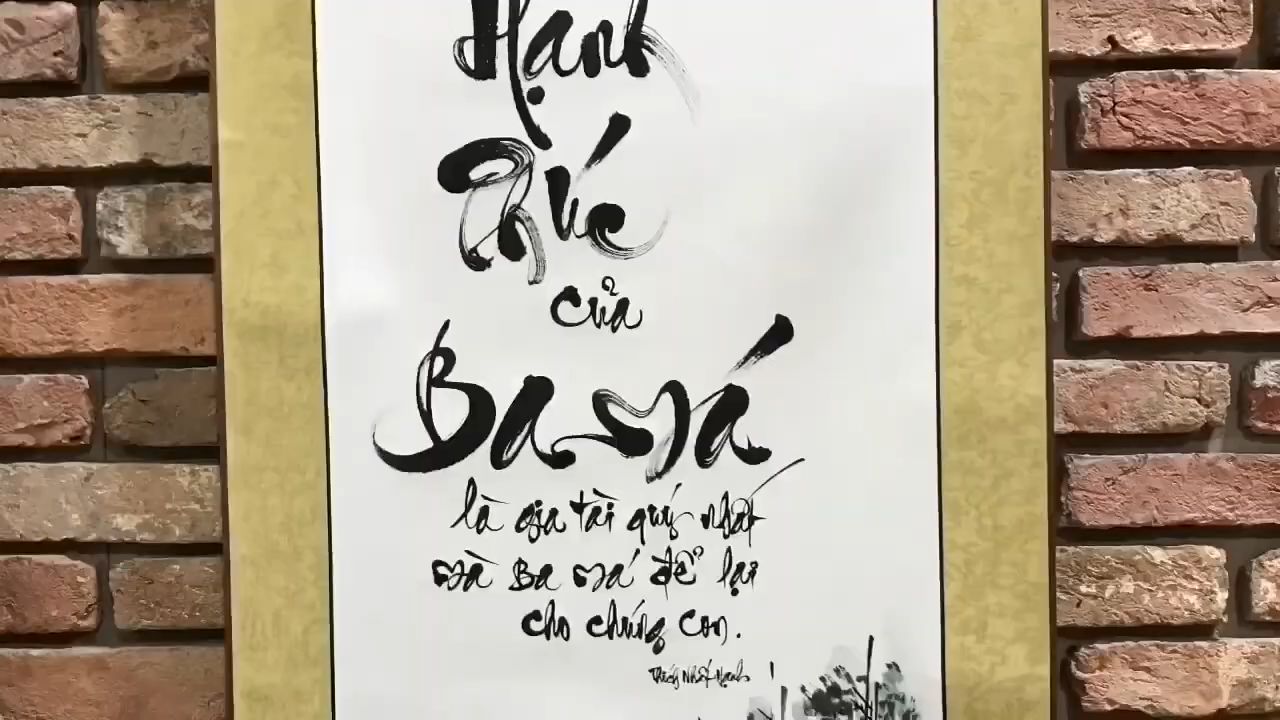 Hạnh
Phúc
của
Ba má
là gia tài quý nhất
mà Ba má để lại
cho chúng con.
Thích Nhất Hạnh